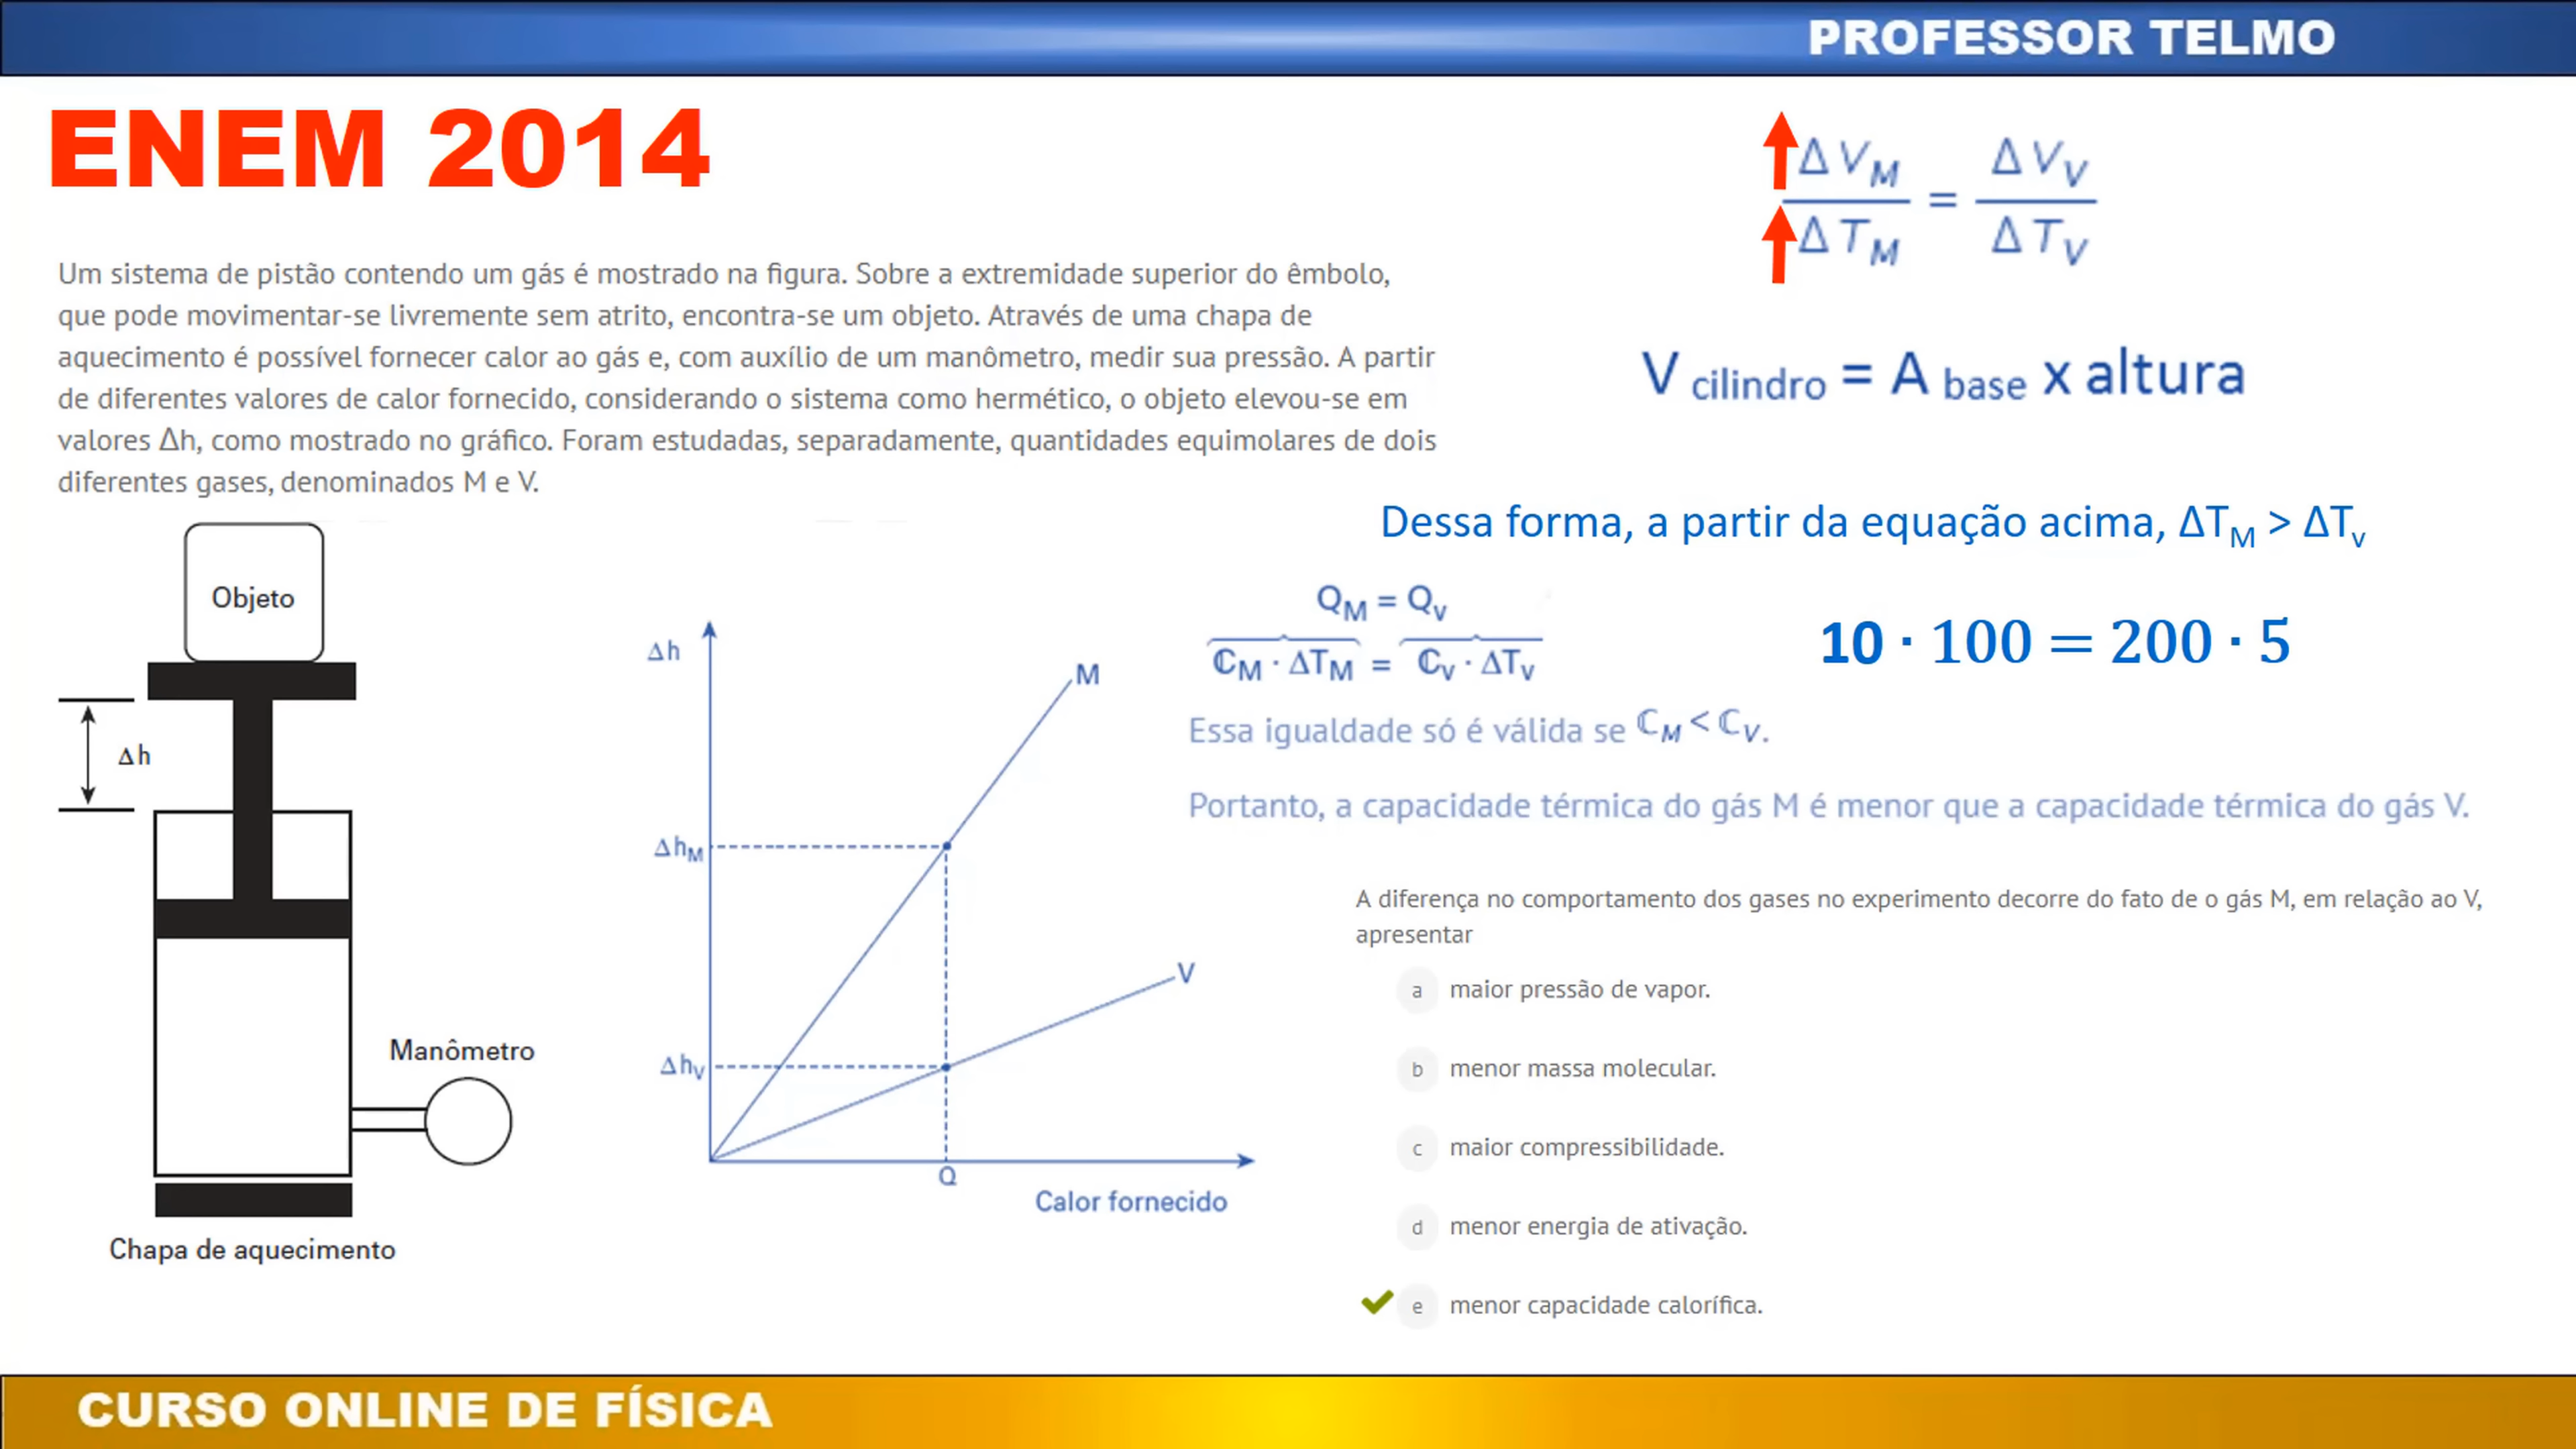 PROFESSOR TELMO
ENEM 2014
Um sistema de pistão contendo um gás é mostrado na figura. Sobre a extremidade superior do êmbolo,
que pode movimentar-se livremente sem atrito, encontra-se um objeto. Através de uma chapa de
aquecimento é possível fornecer calor ao gás e, com auxílio de um manômetro, medir sua pressão. A partir
de diferentes valores de calor fornecido, considerando o sistema como hermético, o objeto elevou-se em
valores Δh, como mostrado no gráfico. Foram estudadas, separadamente, quantidades equimolares de dois
diferentes gases, denominados M e V.
Objeto
Δh
Manômetro
Chapa de aquecimento
Δh
M
Δh_M
V
Δh_V
Q
Calor fornecido
ΔV_M / ΔT_M = ΔV_V / ΔT_V
V cilindro = A base x altura
Dessa forma, a partir da equação acima, ΔT_M > ΔT_v
Q_M = Q_v
ℂ_M · ΔT_M = ℂ_v · ΔT_v
10 · 100 = 200 · 5
Essa igualdade só é válida se ℂ_M < ℂ_V.
Portanto, a capacidade térmica do gás M é menor que a capacidade térmica do gás V.
A diferença no comportamento dos gases no experimento decorre do fato de o gás M, em relação ao V,
apresentar
a maior pressão de vapor.
b menor massa molecular.
c maior compressibilidade.
d menor energia de ativação.
e menor capacidade calorífica.
CURSO ONLINE DE FÍSICA